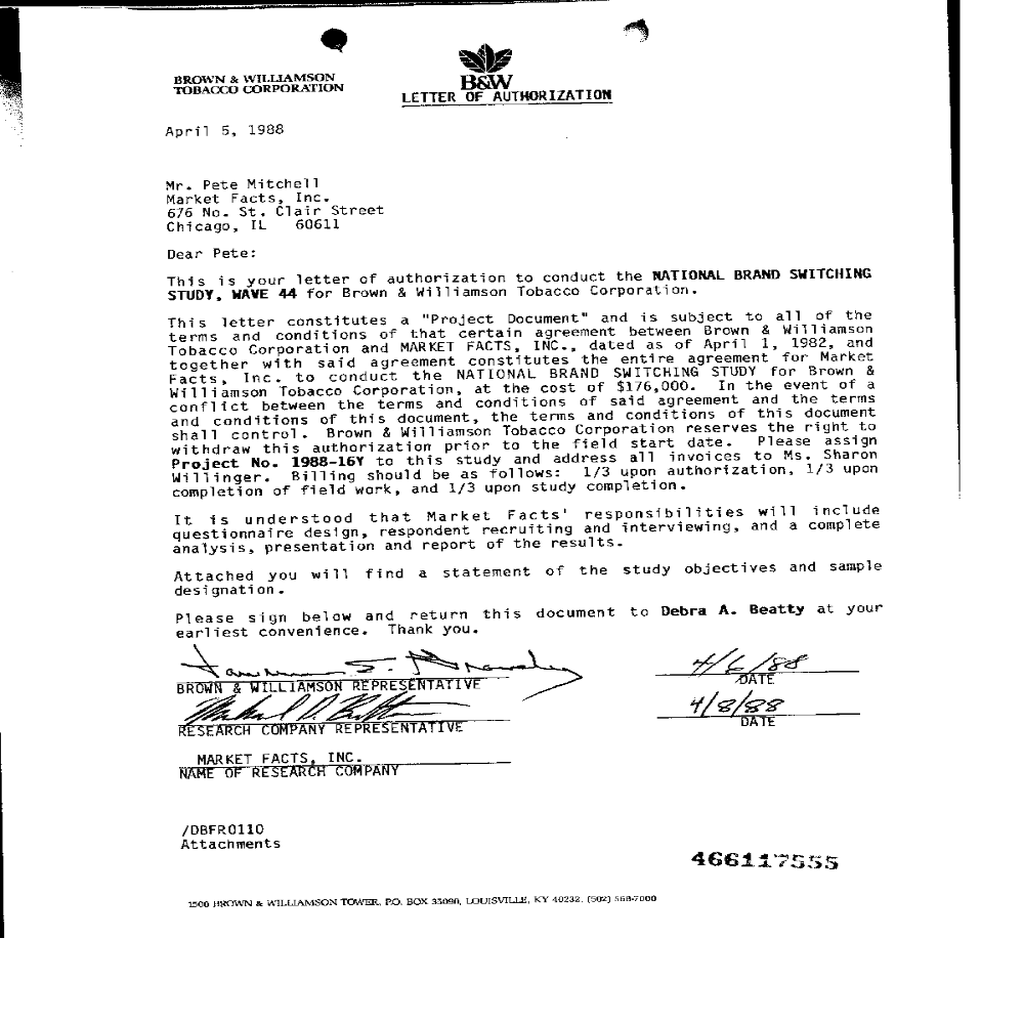 BROWN & WILLIAMSON
TOBACCO CORPORATION
B&W
LETTER OF AUTHORIZATION
April 5, 1988
Mr. Pete Mitchell
Market Facts, Inc.
676 No. St. Clair Street
Chicago, IL 60611
Dear Pete:
This is your letter of authorization to conduct the NATIONAL BRAND SWITCHING
STUDY, WAVE 44 for Brown & Williamson Tobacco Corporation.
This letter constitutes a "Project Document" and is subject to all of the
terms and conditions of that certain agreement between Brown & Williamson
Tobacco Corporation and MARKET FACTS, INC., dated as of April 1, 1982, and
together with said agreement constitutes the entire agreement for Market
Facts, Inc. to conduct the NATIONAL BRAND SWITCHING STUDY for Brown &
Williamson Tobacco Corporation, at the cost of $176,000. In the event of a
conflict between the terms and conditions of said agreement and the terms
and conditions of this document, the terms and conditions of this document
shall control. Brown & Williamson Tobacco Corporation reserves the right to
withdraw this authorization prior to the field start date. Please assign
Project No. 1988-16Y to this study and address all invoices to Ms. Sharon
Willinger. Billing should be as follows: 1/3 upon authorization, 1/3 upon
completion of field work, and 1/3 upon study completion.
It is understood that Market Facts' responsibilities will include
questionnaire design, respondent recruiting and interviewing, and a complete
analysis, presentation and report of the results.
Attached you will find a statement of the study objectives and sample
designation.
Please sign below and return this document to Debra A. Beatty at your
earliest convenience. Thank you.
4/6/88
BROWN & WILLIAMSON REPRESENTATIVE DATE
4/8/88
RESEARCH COMPANY REPRESENTATIVE DATE
MARKET FACTS, INC.
NAME OF RESEARCH COMPANY
/DBFR0110
Attachments
466117555
1500 BROWN & WILLIAMSON TOWER, P.O. BOX 35090, LOUISVILLE, KY 40232, (502) 568-7000